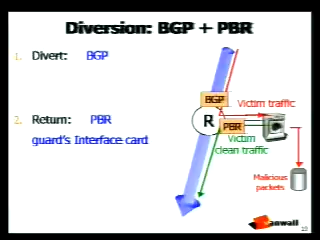 Diversion: BGP + PBR
1. Divert: BGP
2. Return: PBR
guard's Interface card
BGP
Victim traffic
R
PBR
Victim
clean traffic
Malicious
packets